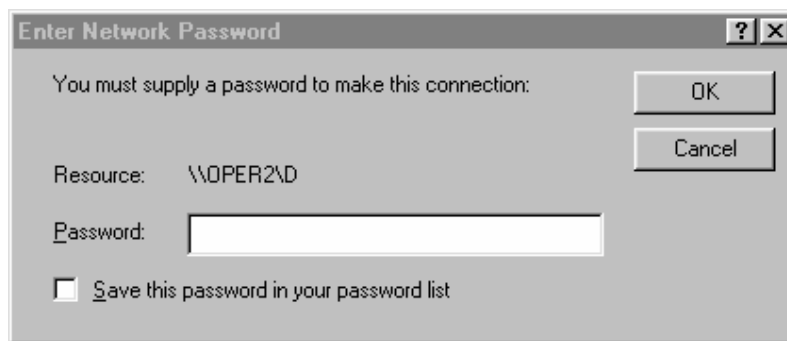 Enter Network Password
You must supply a password to make this connection:
OK
Cancel
Resource: \\OPER2\D
Password:
Save this password in your password list